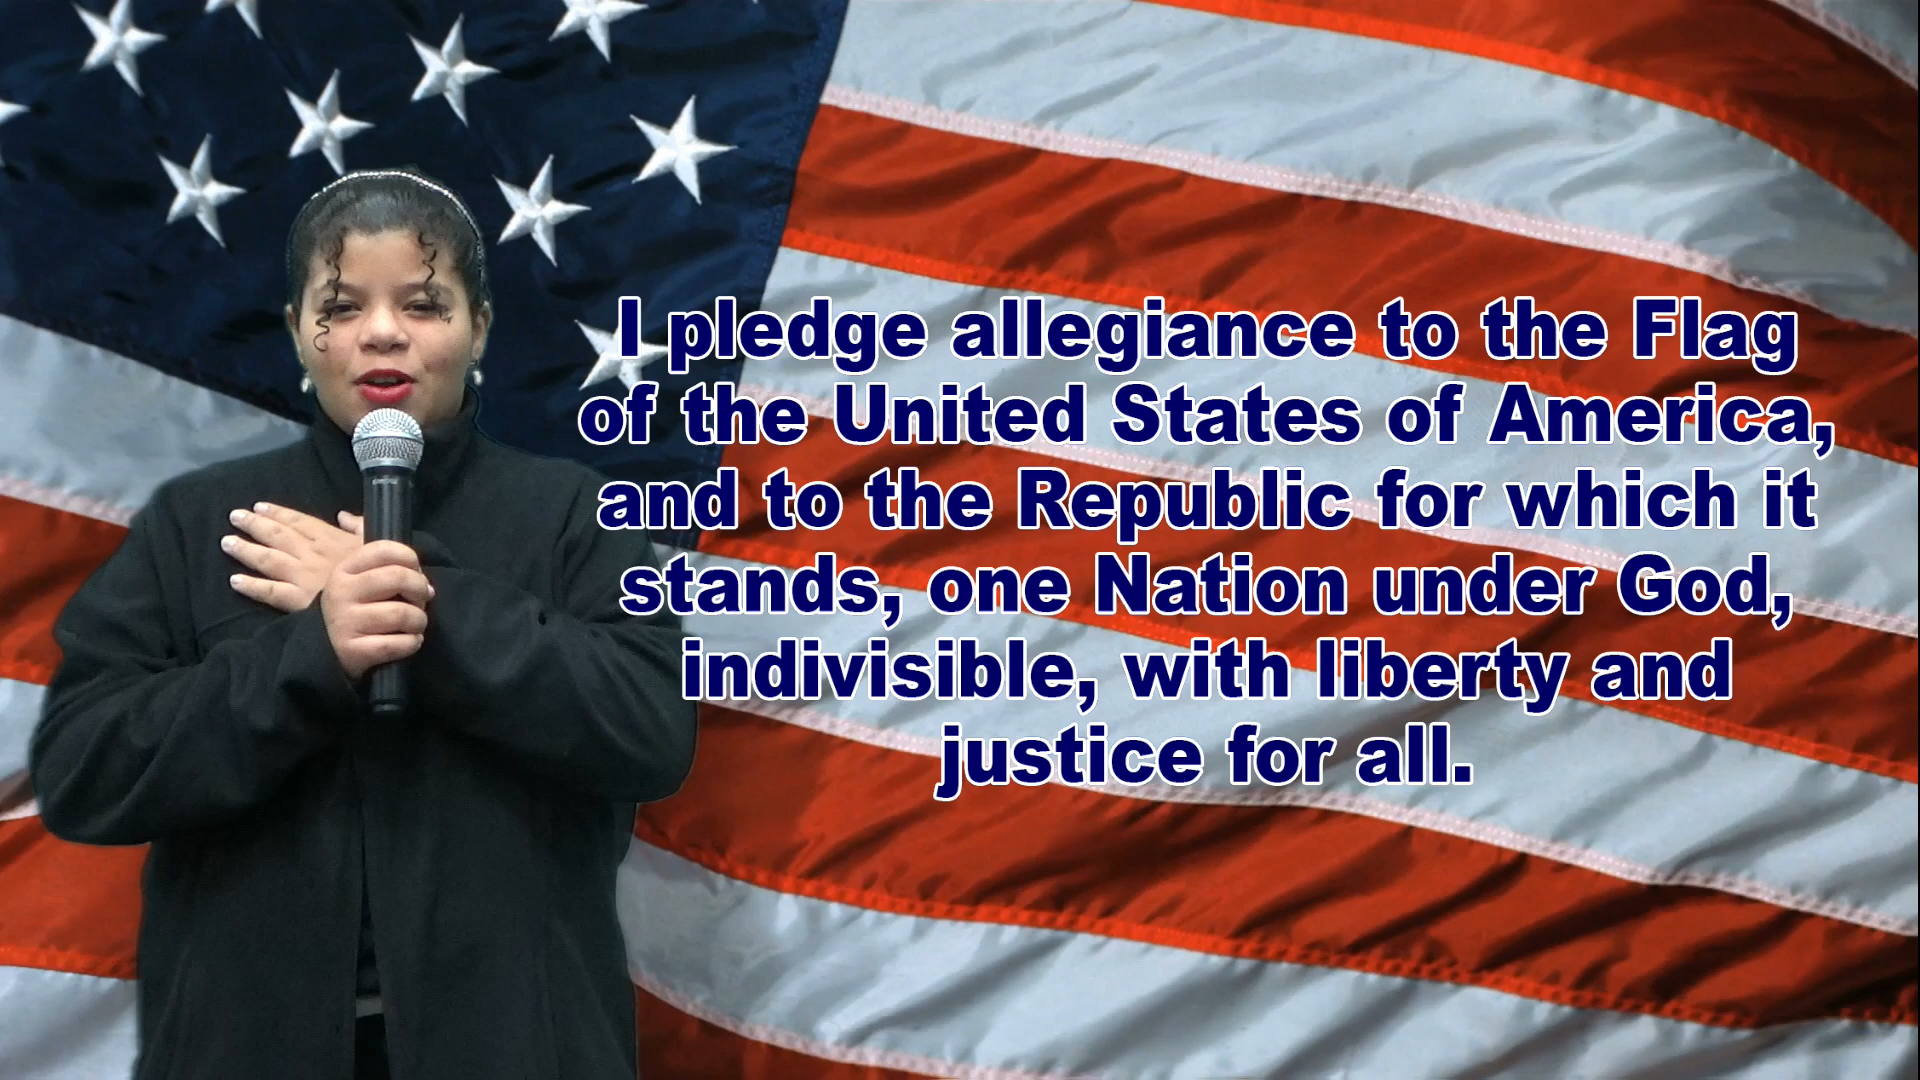 I pledge allegiance to the Flag
of the United States of America,
and to the Republic for which it
stands, one Nation under God,
indivisible, with liberty and
justice for all.